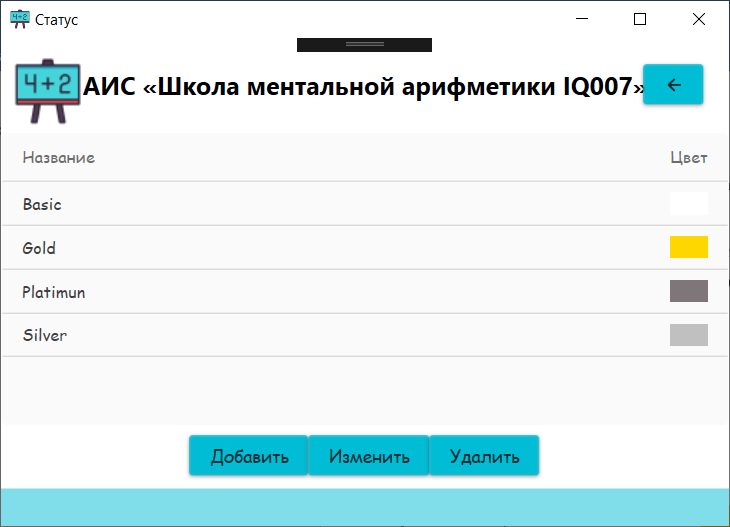 Статус
4+2 АИС «Школа ментальной арифметики IQ007»
Название Цвет
Basic
Gold
Platimun
Silver
Добавить Изменить Удалить